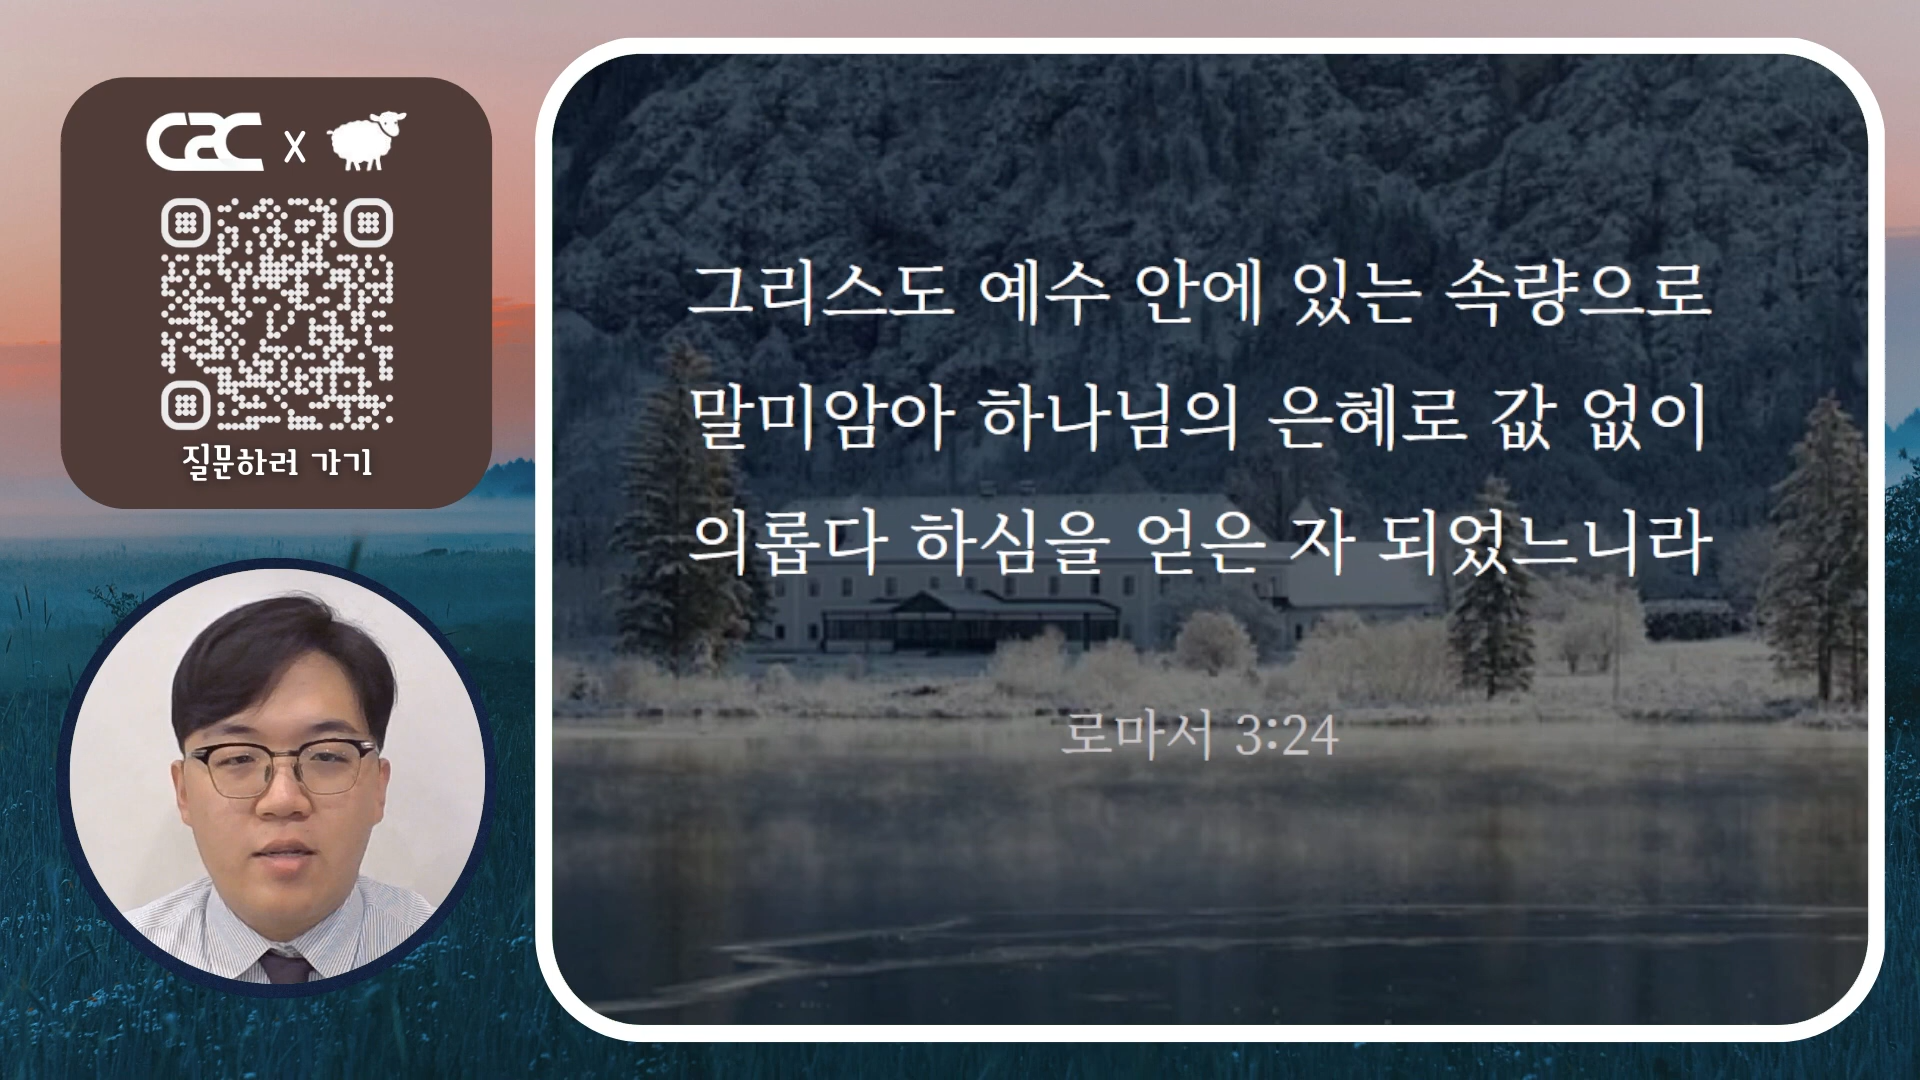 CAC X
질문하러 가기
그리스도 예수 안에 있는 속량으로
말미암아 하나님의 은혜로 값 없이
의롭다 하심을 얻은 자 되었느니라
로마서 3:24